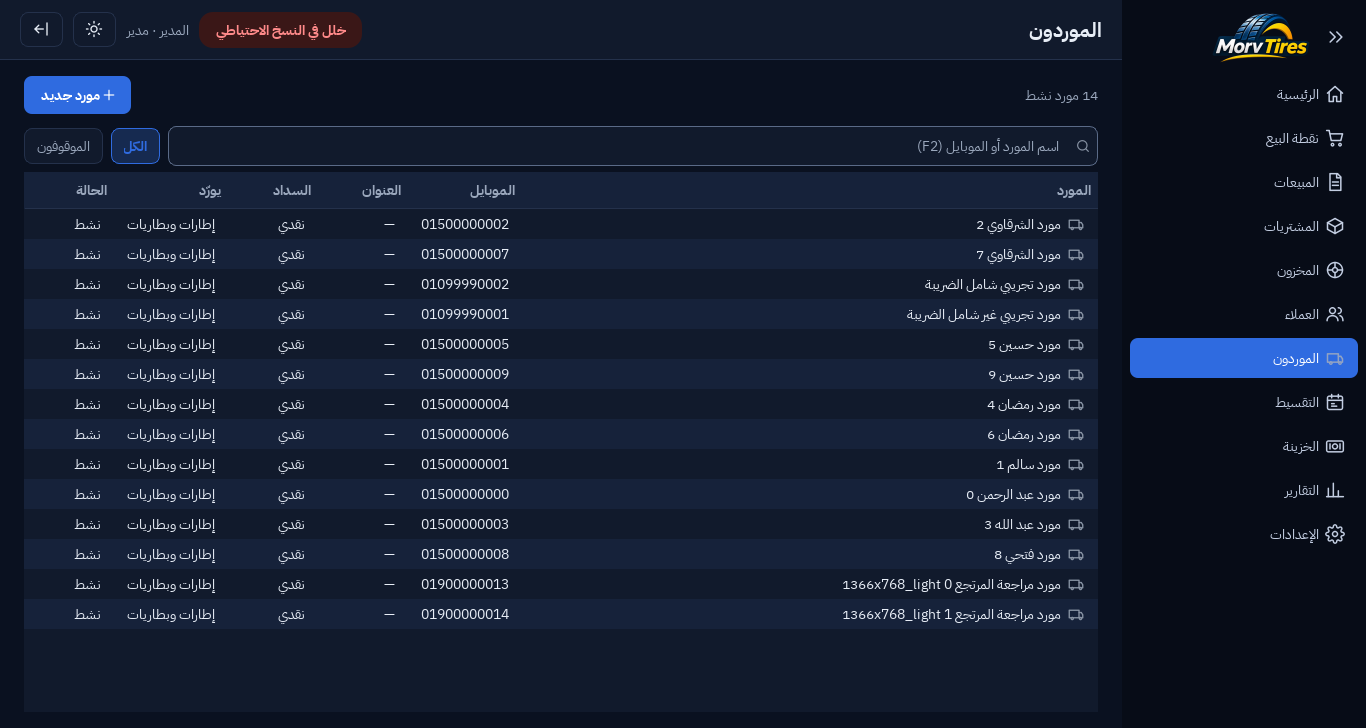 MorvTires
الرئيسية
نقطة البيع
المبيعات
المشتريات
المخزون
العملاء
الموردون
التقسيط
الخزينة
التقارير
الإعدادات
الموردون
خلل في النسخ الاحتياطي
المدير · مدير
14 مورد نشط
مورد جديد
اسم المورد أو الموبايل (F2)
الكل
الموقوفون
المورد الموبايل العنوان السداد يورّد الحالة
مورد الشرقاوي 2 01500000002 — نقدي إطارات وبطاريات نشط
مورد الشرقاوي 7 01500000007 — نقدي إطارات وبطاريات نشط
مورد تجريبي شامل الضريبة 01099990002 — نقدي إطارات وبطاريات نشط
مورد تجريبي غير شامل الضريبة 01099990001 — نقدي إطارات وبطاريات نشط
مورد حسين 5 01500000005 — نقدي إطارات وبطاريات نشط
مورد حسين 9 01500000009 — نقدي إطارات وبطاريات نشط
مورد رمضان 4 01500000004 — نقدي إطارات وبطاريات نشط
مورد رمضان 6 01500000006 — نقدي إطارات وبطاريات نشط
مورد سالم 1 01500000001 — نقدي إطارات وبطاريات نشط
مورد عبد الرحمن 0 01500000000 — نقدي إطارات وبطاريات نشط
مورد عبد الله 3 01500000003 — نقدي إطارات وبطاريات نشط
مورد فتحي 8 01500000008 — نقدي إطارات وبطاريات نشط
مورد مراجعة المرتجع 1366x768_light 0 01900000013 — نقدي إطارات وبطاريات نشط
مورد مراجعة المرتجع 1366x768_light 1 01900000014 — نقدي إطارات وبطاريات نشط